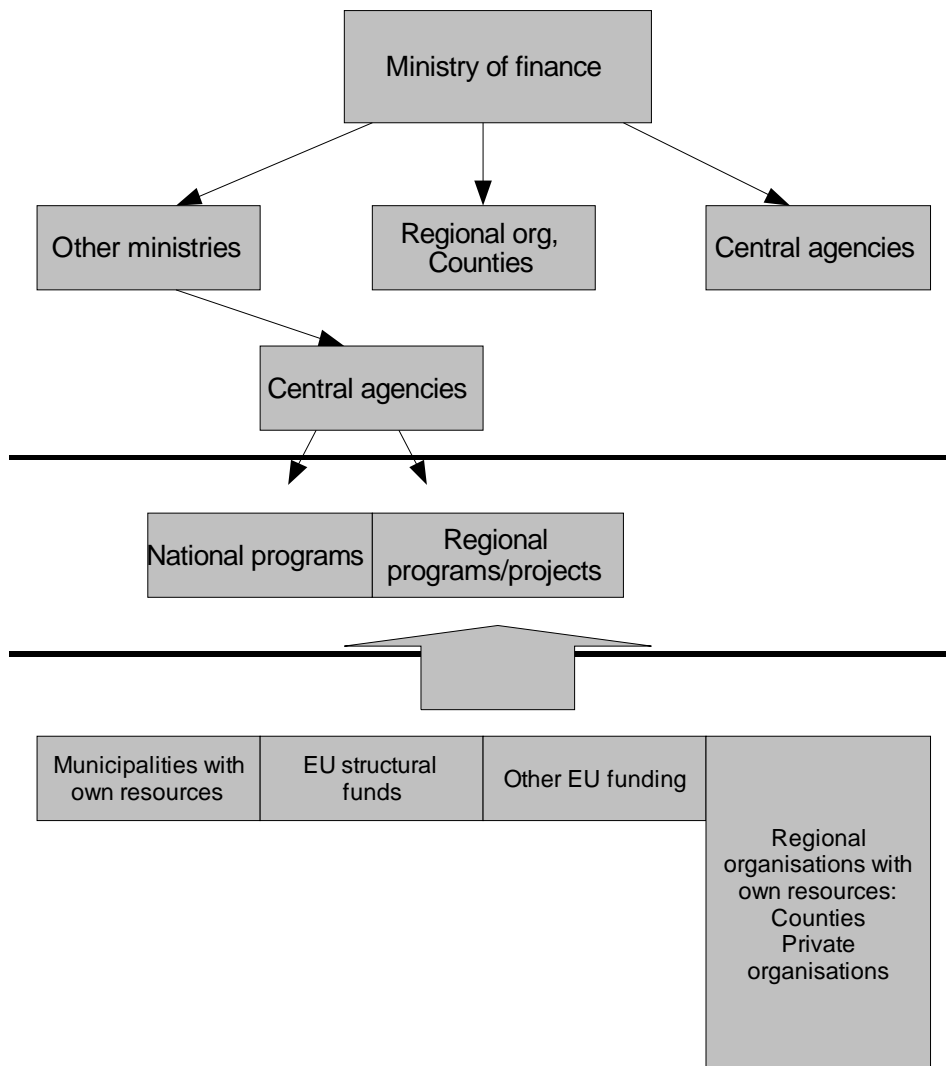 Ministry of finance
Other ministries
Regional org,
Counties
Central agencies
Central agencies
National programs
Regional
programs/projects
Municipalities with
own resources
EU structural
funds
Other EU funding
Regional
organisations with
own resources:
Counties
Private
organisations